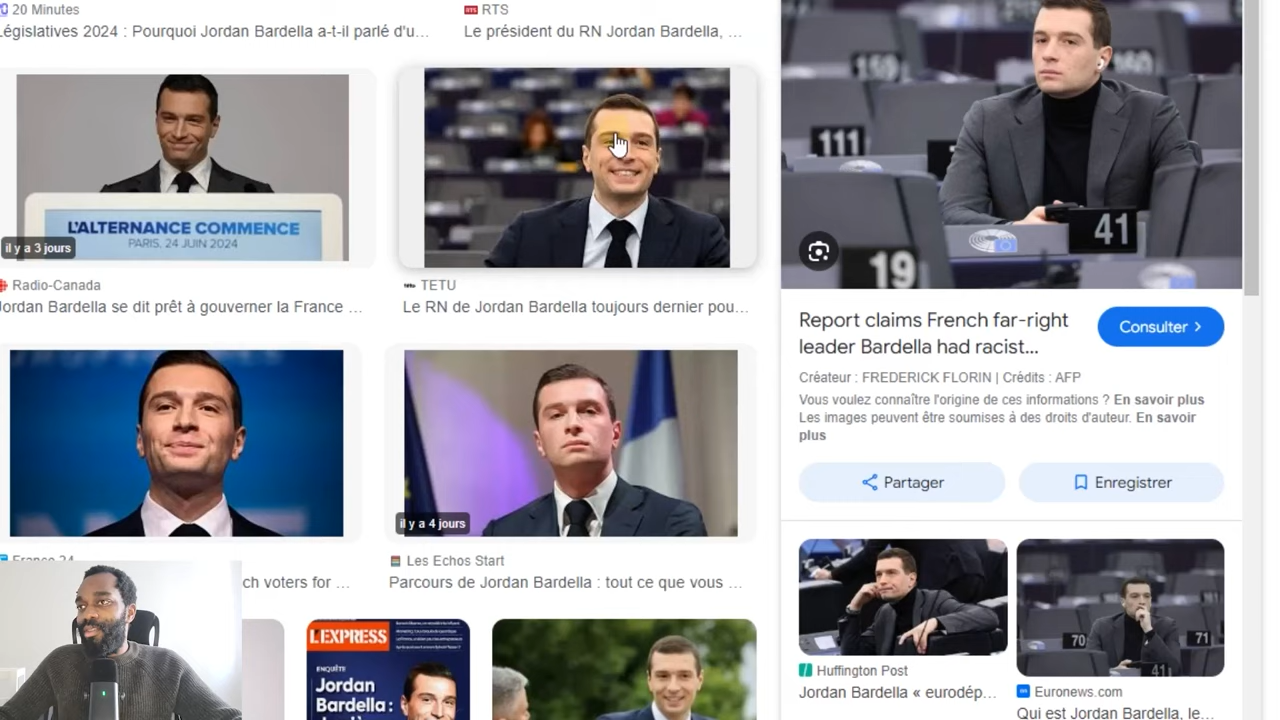 20 Minutes
Législatives 2024 : Pourquoi Jordan Bardella a-t-il parlé d'u...
RTS
Le président du RN Jordan Bardella, ...
L'ALTERNANCE COMMENCE
PARIS, 24 JUIN 2024
il y a 3 jours
Radio-Canada
Jordan Bardella se dit prêt à gouverner la France ...
TETU
Le RN de Jordan Bardella toujours dernier pou...
il y a 4 jours
France 24
ch voters for ...
Les Echos Start
Parcours de Jordan Bardella : tout ce que vous ...
L'EXPRESS
ENQUÊTE
Jordan
Bardella :
159
111
41
19
Report claims French far-right
leader Bardella had racist...
Consulter
Créateur : FREDERICK FLORIN | Crédits : AFP
Vous voulez connaître l'origine de ces informations ? En savoir plus
Les images peuvent être soumises à des droits d'auteur. En savoir
plus
Partager
Enregistrer
Huffington Post
Jordan Bardella « eurodép...
70
71
41
Euronews.com
Qui est Jordan Bardella, le...